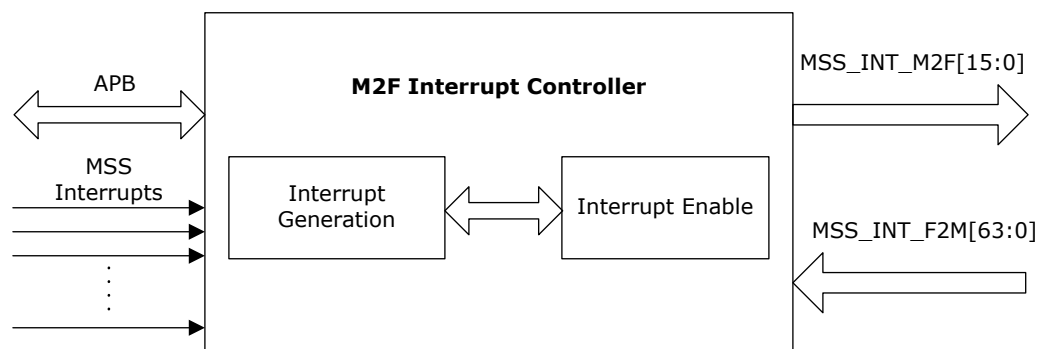 MSS_INT_M2F[15:0]
APB
M2F Interrupt Controller
MSS
Interrupts
Interrupt
Generation
Interrupt Enable
MSS_INT_F2M[63:0]